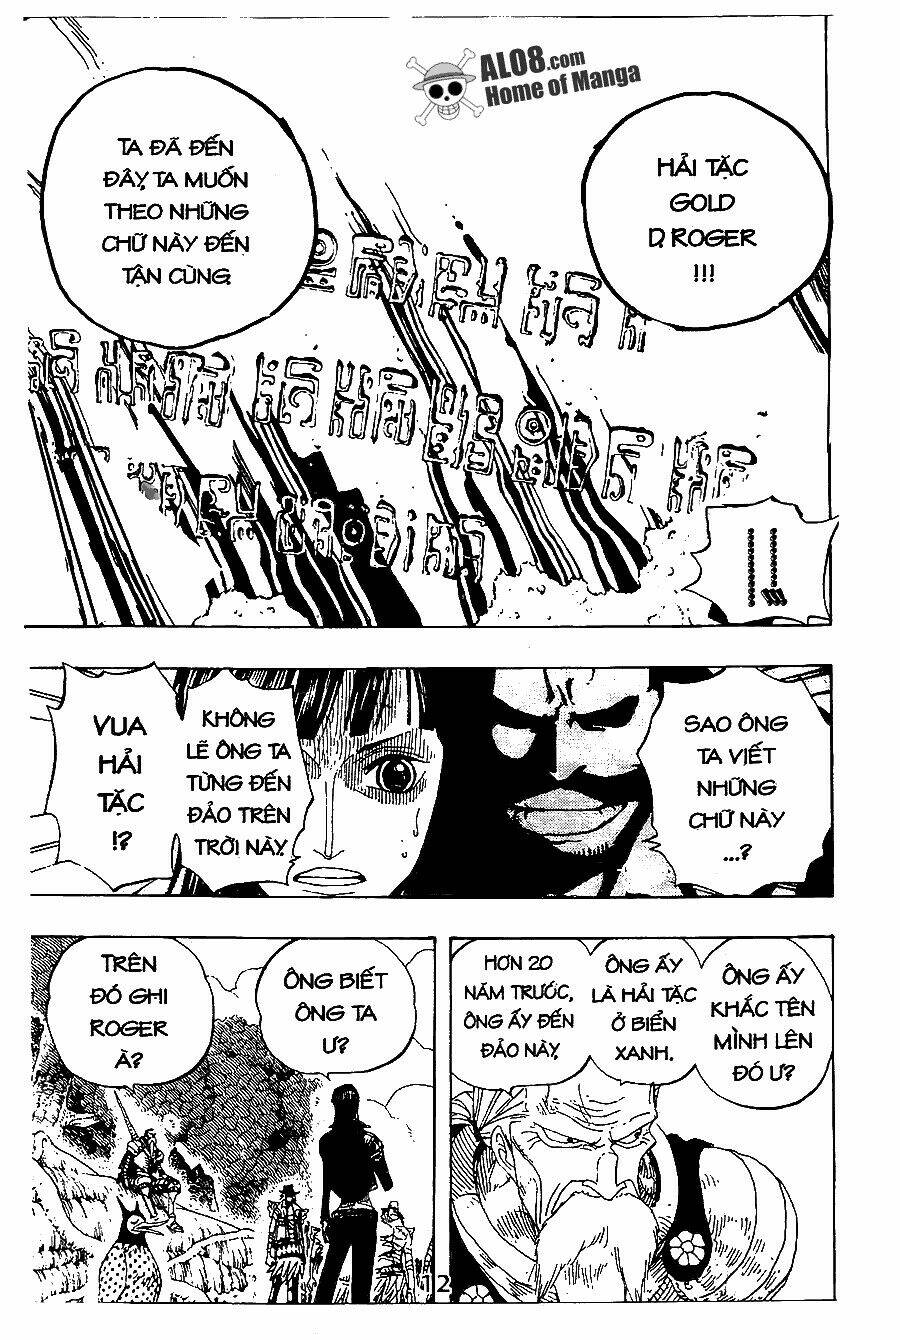 AL08.com
Home of Manga
HẢI TẶC
GOLD
D. ROGER
!!!
TA ĐÃ ĐẾN
ĐÂY, TA MUỐN
THEO NHỮNG
CHỮ NÀY ĐẾN
TẬN CÙNG.
SAO ÔNG
TA VIẾT
NHỮNG
CHỮ NÀY
...?
KHÔNG
LẼ ÔNG TA
TỪNG ĐẾN
ĐẢO TRÊN
TRỜI NÀY.
VUA
HẢI
TẶC
!?
ÔNG ẤY
KHẮC TÊN
MÌNH LÊN
ĐÓ Ư?
ÔNG ẤY
LÀ HẢI TẶC
Ở BIỂN
XANH.
HƠN 20
NĂM TRƯỚC,
ÔNG ẤY ĐẾN
ĐẢO NÀY.
ÔNG BIẾT
ÔNG TA
Ư?
TRÊN
ĐÓ GHI
ROGER
À?
12